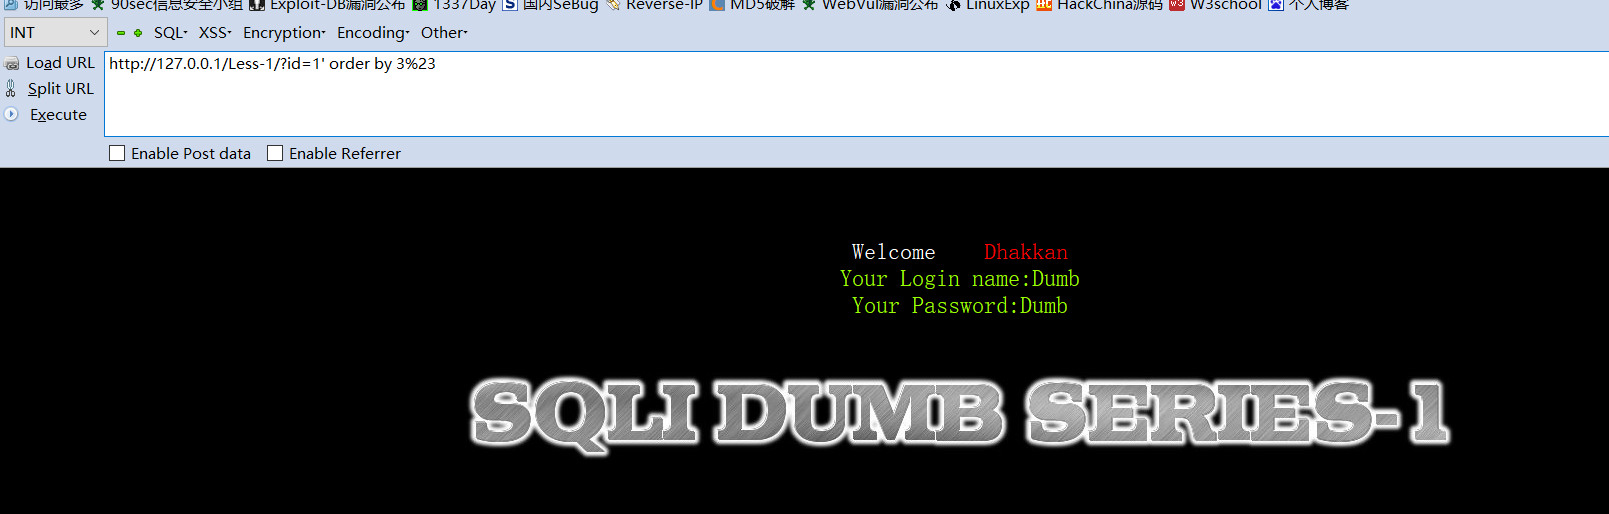 访问最多 90sec信息安全小组 Exploit-DB漏洞公布 1337Day 国内SeBug Reverse-IP MD5破解 WebVul漏洞公布 LinuxExp HackChina源码 W3school 个人博客
INT SQL XSS Encryption Encoding Other
Load URL http://127.0.0.1/Less-1/?id=1' order by 3%23
Split URL
Execute
Enable Post data Enable Referrer
Welcome Dhakkan
Your Login name:Dumb
Your Password:Dumb
SQLI DUMB SERIES-1